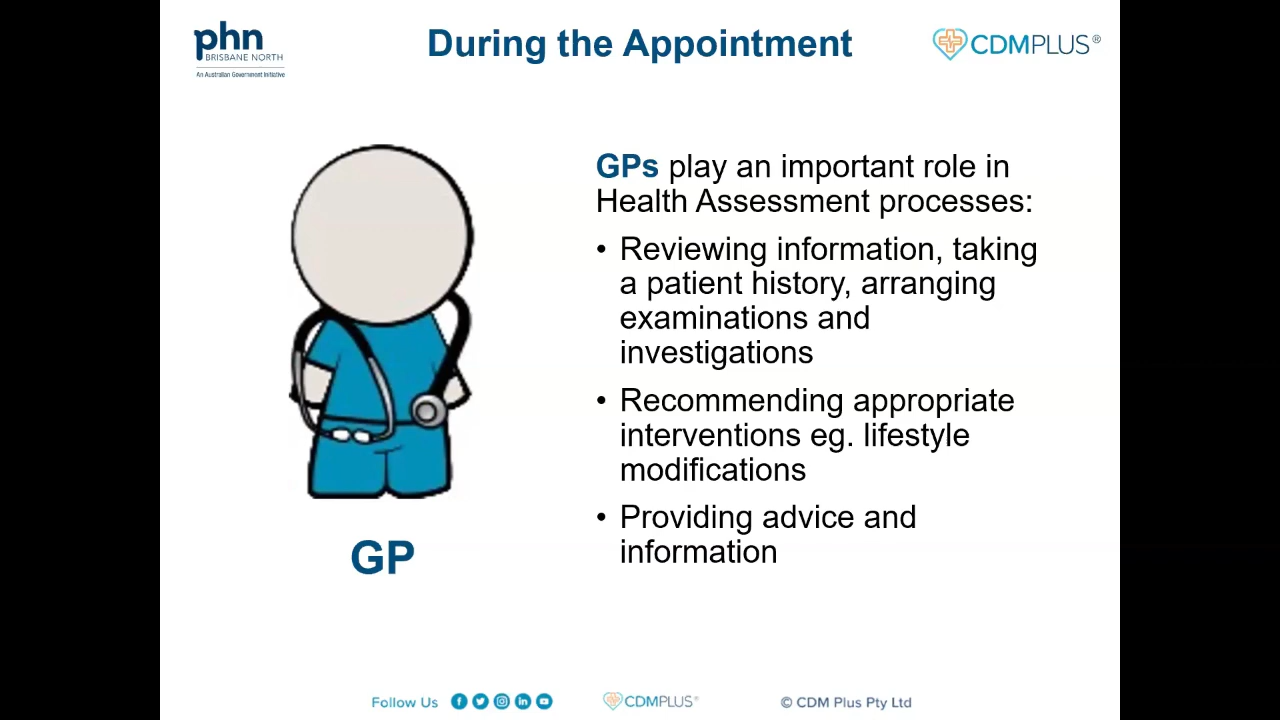 phn
BRISBANE NORTH
An Australian Government Initiative
During the Appointment
CDMPLUS®
GPs play an important role in
Health Assessment processes:
• Reviewing information, taking
a patient history, arranging
examinations and
investigations
• Recommending appropriate
interventions eg. lifestyle
modifications
• Providing advice and
information
GP
Follow Us
CDMPLUS®
© CDM Plus Pty Ltd